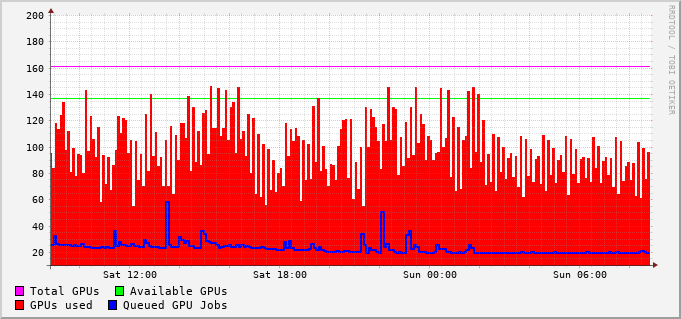 200
180
160
140
120
100
80
60
40
20
Sat 12:00 Sat 18:00 Sun 00:00 Sun 06:00
Total GPUs Available GPUs
GPUs used Queued GPU Jobs
RRDTOOL / TOBI OETIKER